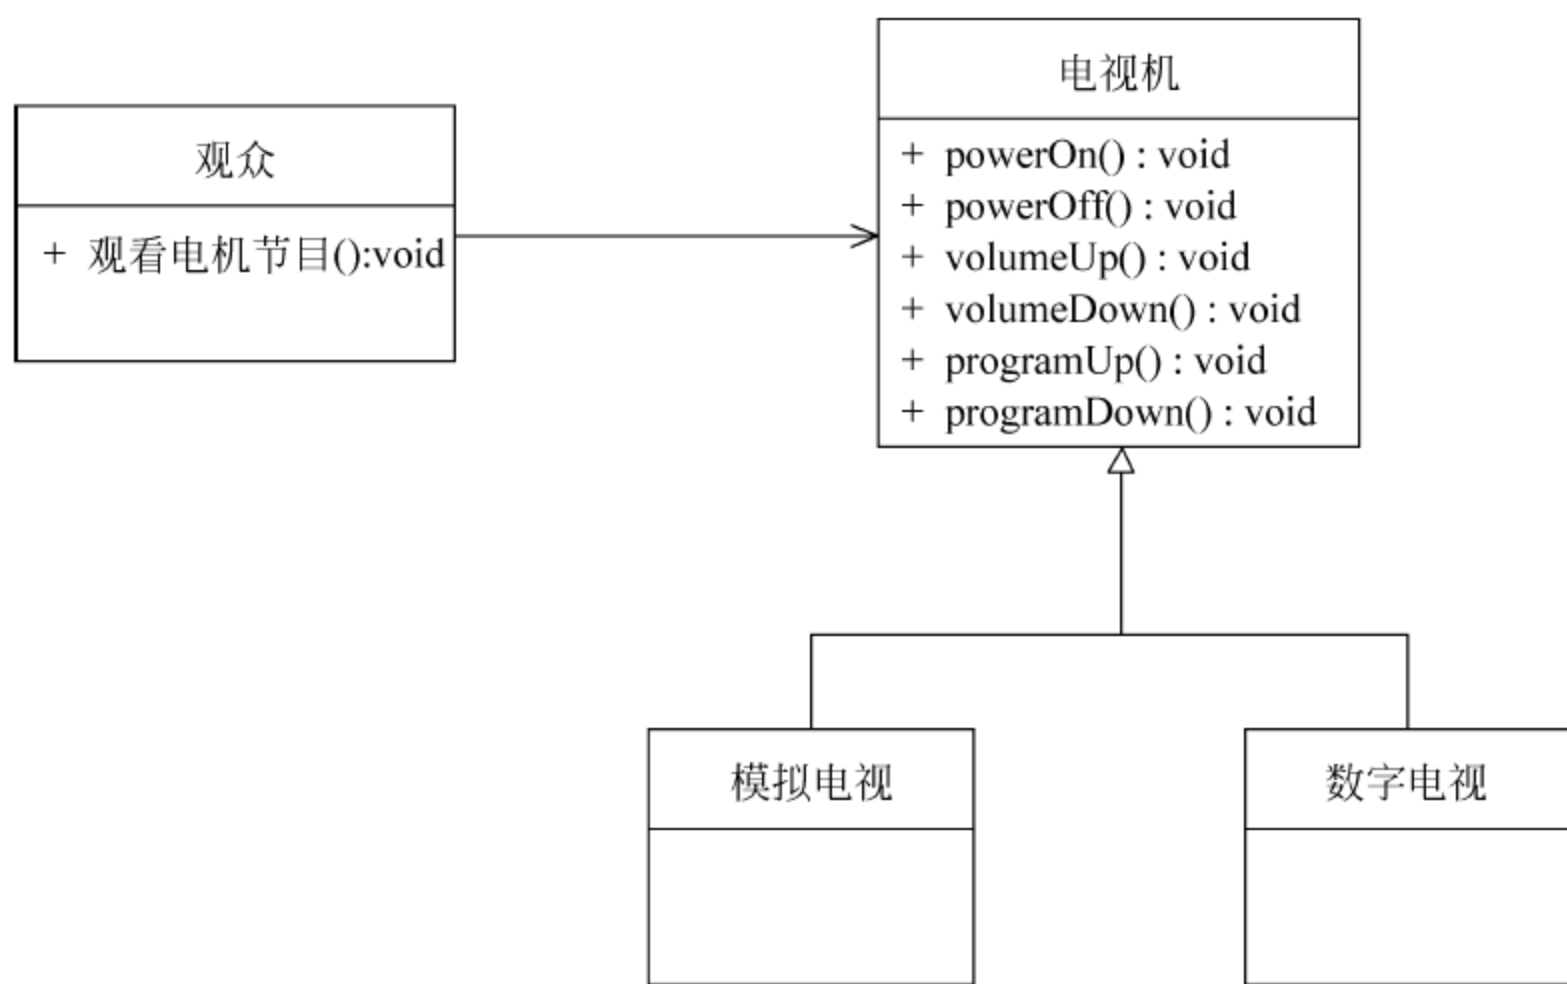 观众
+ 观看电机节目():void
电视机
+ powerOn() : void
+ powerOff() : void
+ volumeUp() : void
+ volumeDown() : void
+ programUp() : void
+ programDown() : void
模拟电视
数字电视